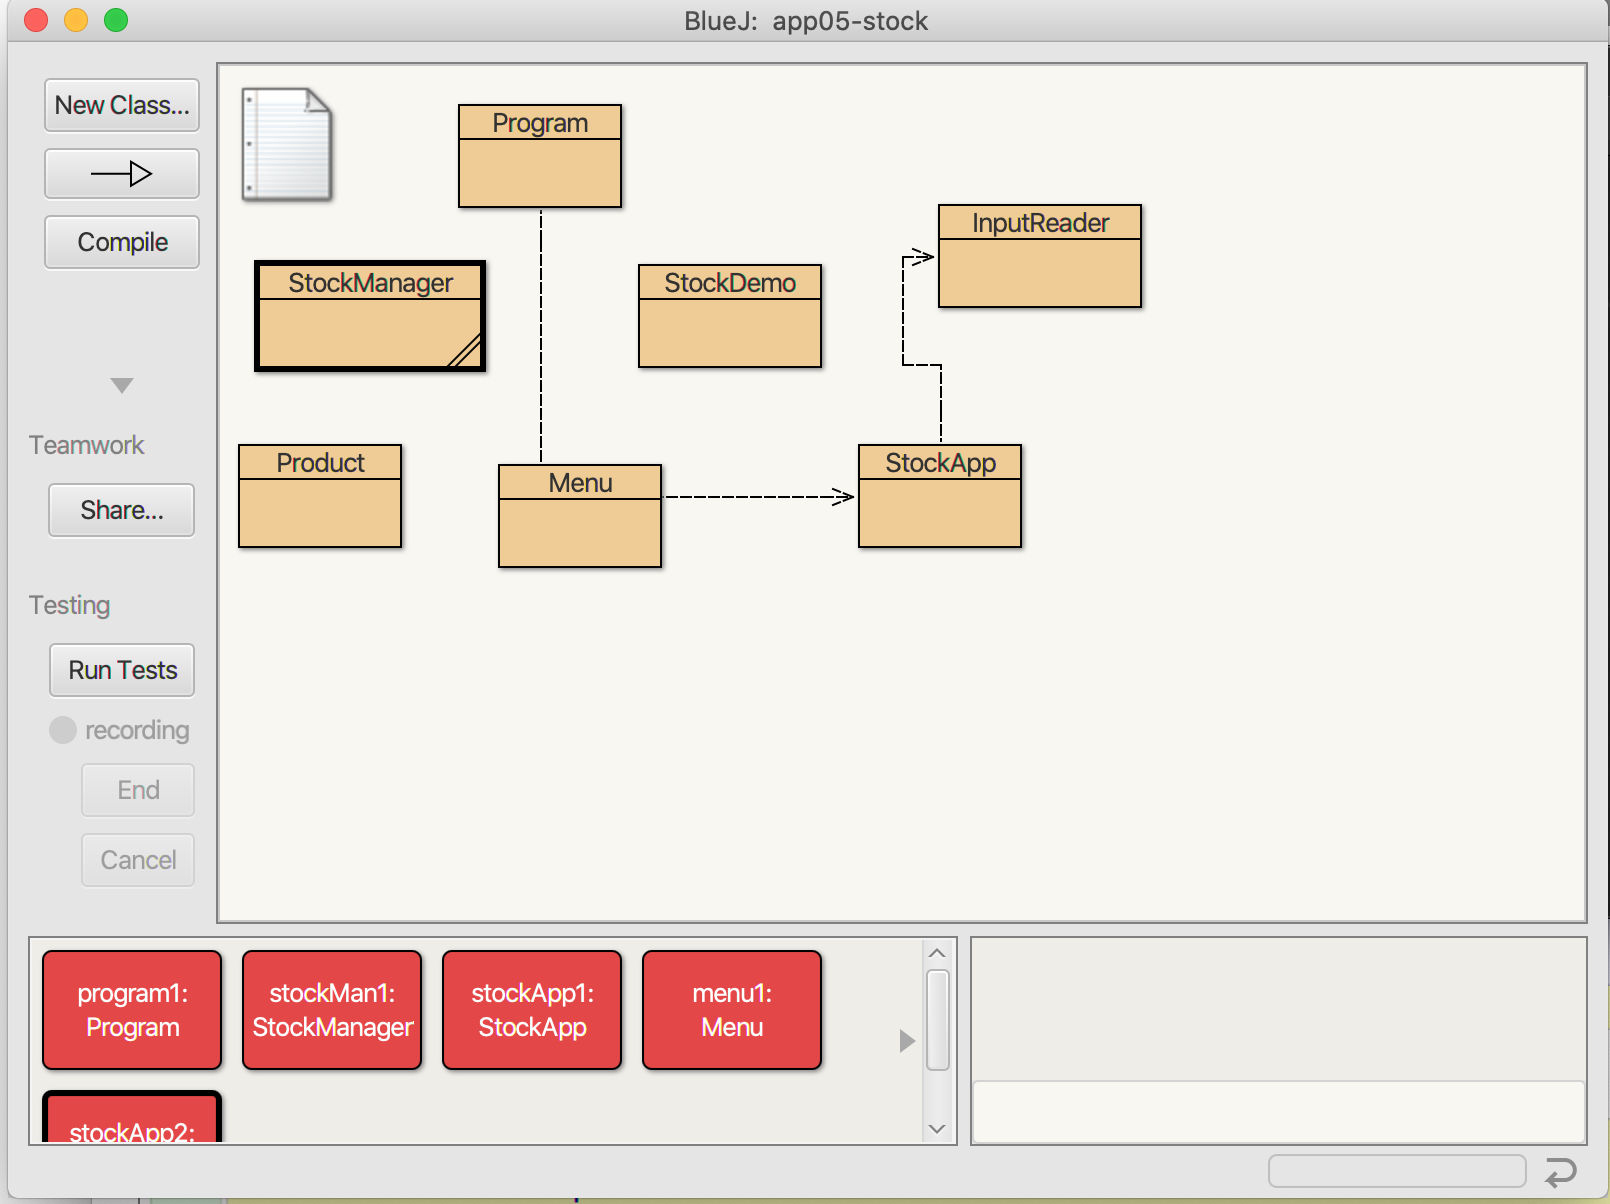 BlueJ: app05-stock
New Class...
Compile
Teamwork
Share...
Testing
Run Tests
recording
End
Cancel
Program
InputReader
StockManager
StockDemo
Product
Menu
StockApp
program1:
Program
stockMan1:
StockManager
stockApp1:
StockApp
menu1:
Menu
stockApp2: